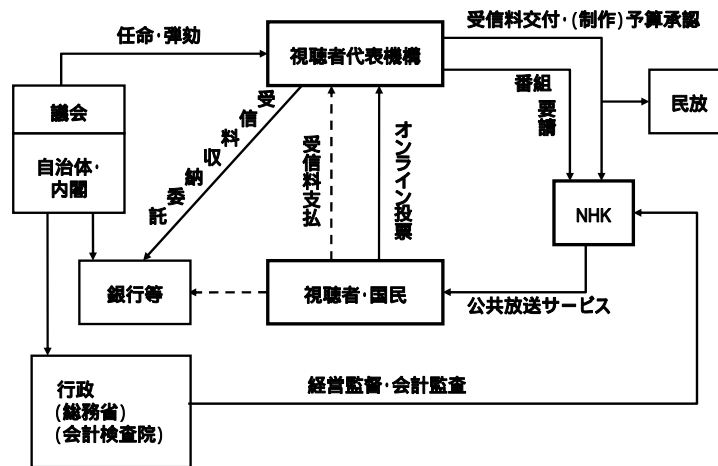 受信料交付・(制作)予算承認
任命・弾劾
視聴者代表機構
番組
要請
民放
議会
自治体・
内閣
受信料収納委託
受信料支払
オンライン投票
NHK
銀行等
視聴者・国民
公共放送サービス
行政
(総務省)
(会計検査院)
経営監督・会計監査